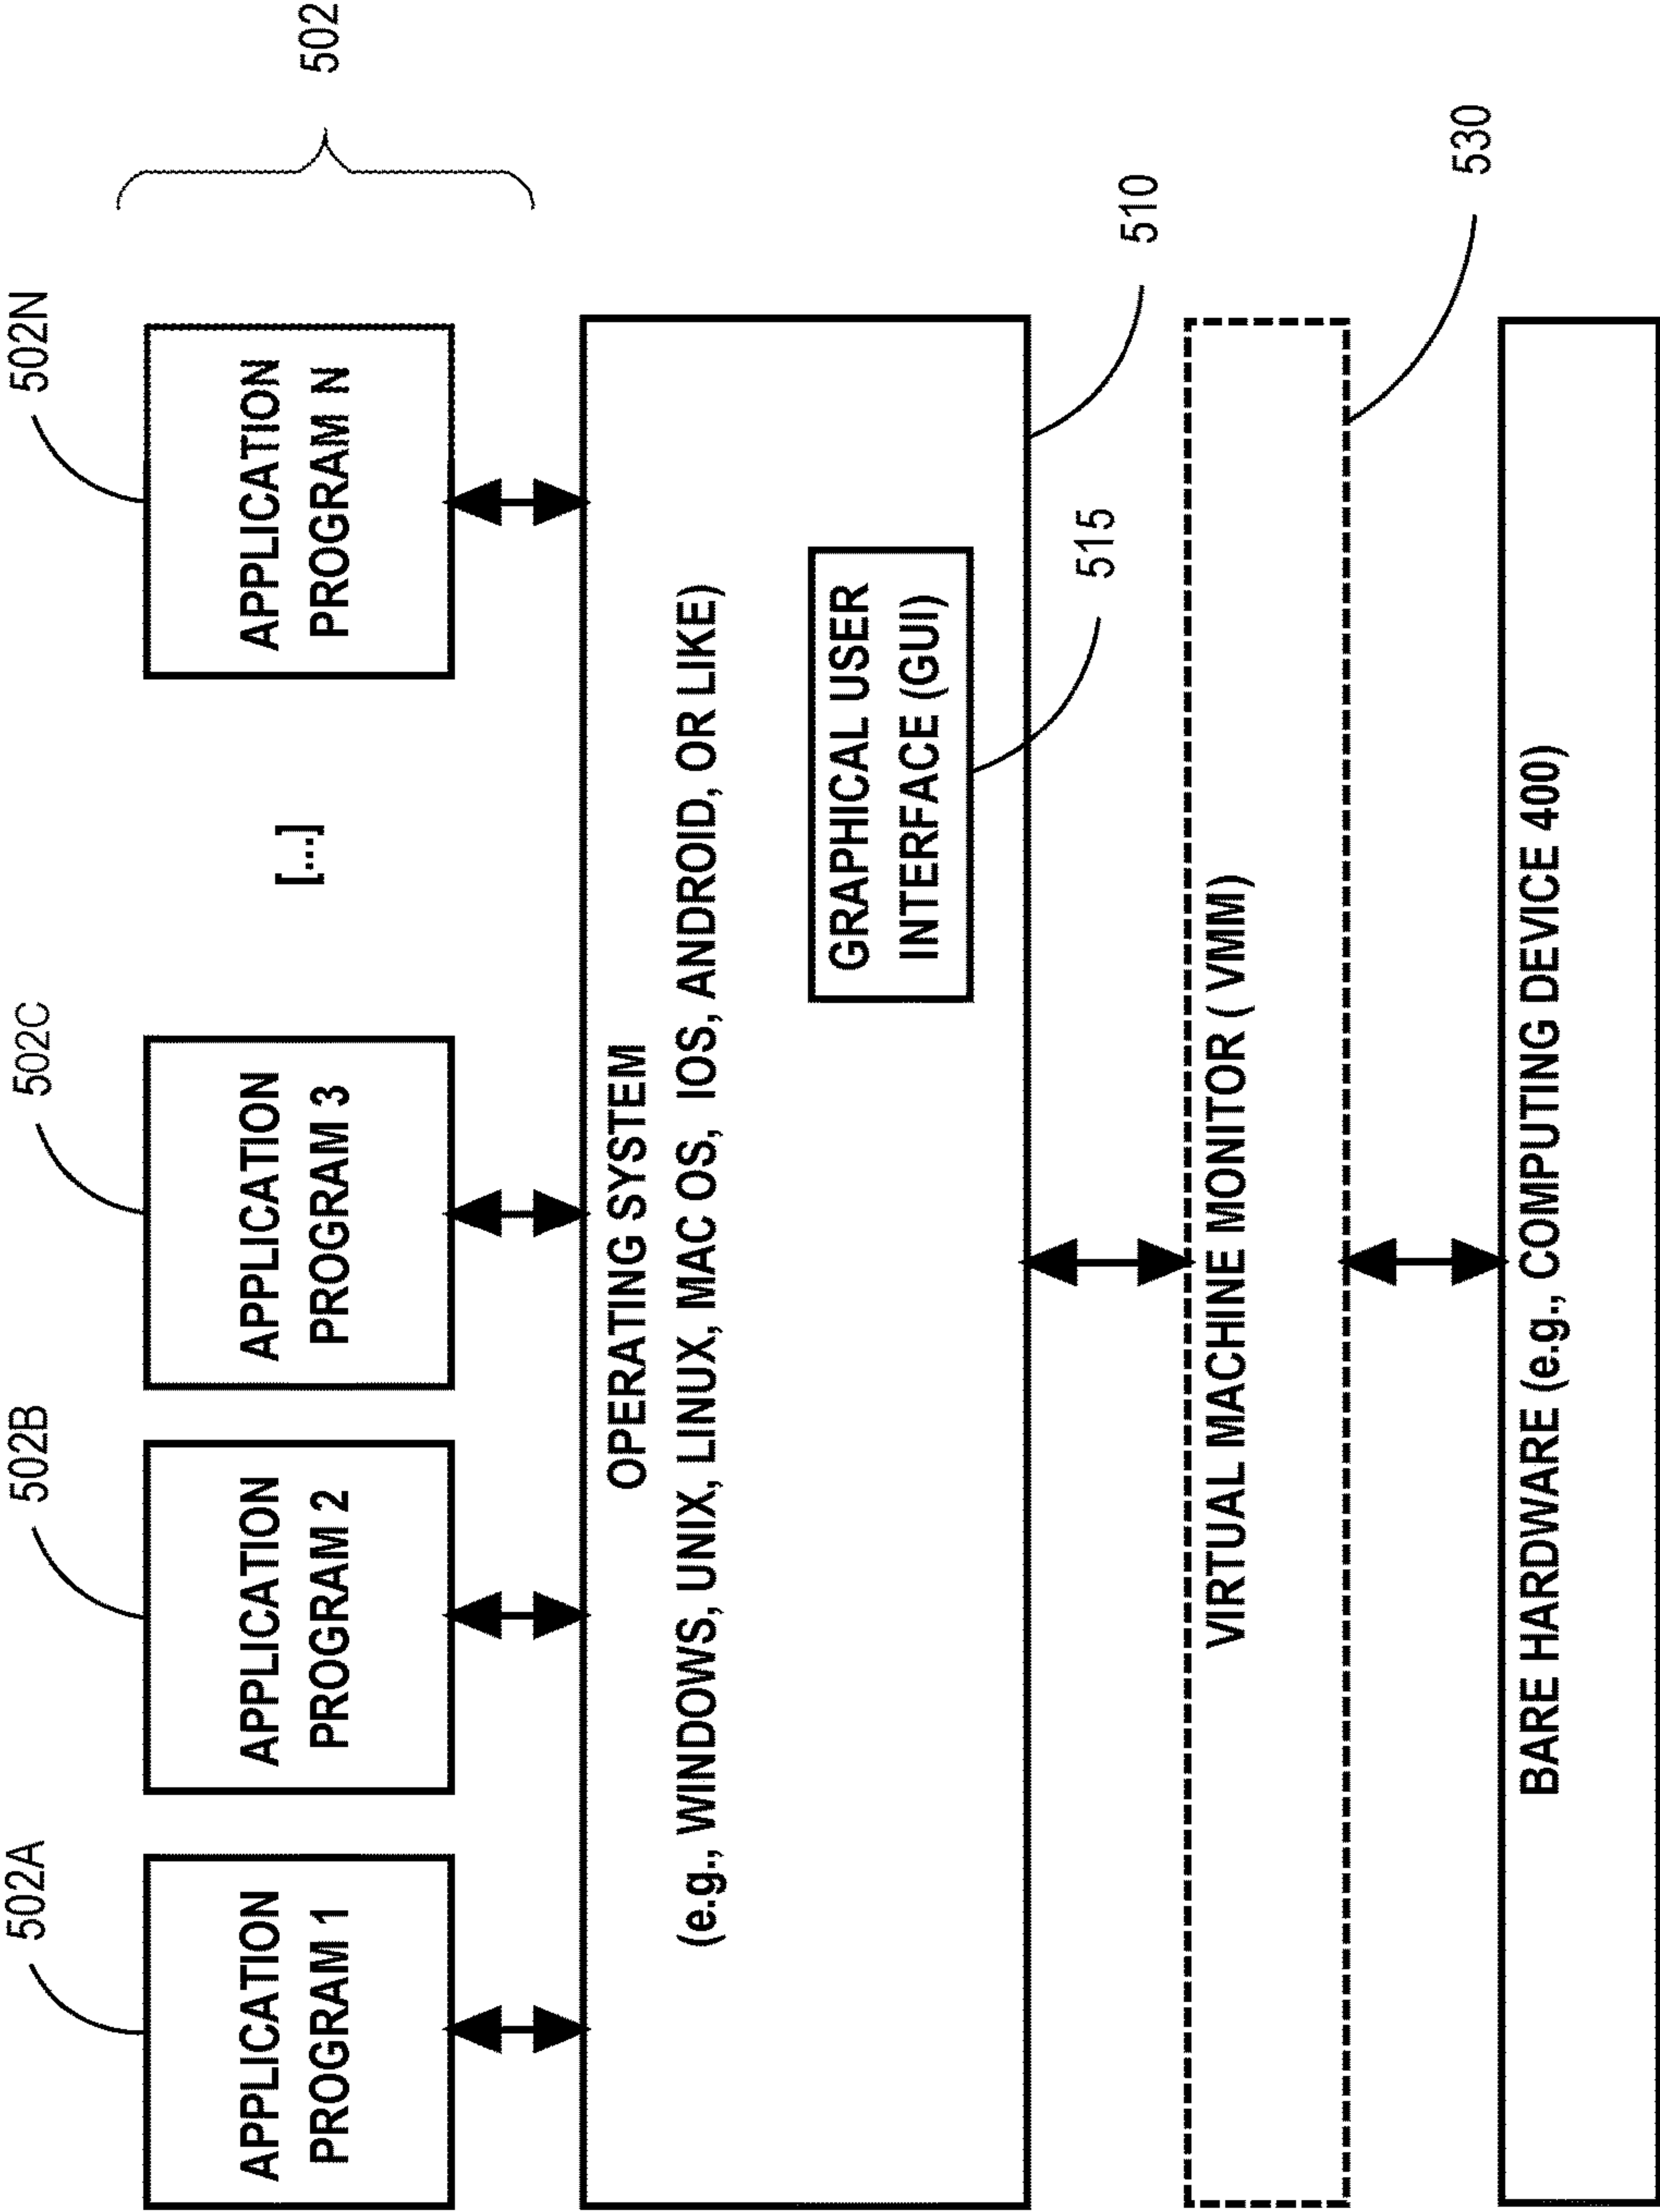 502
502A
502B
502C
502N
APPLICATION
PROGRAM 1
APPLICATION
PROGRAM 2
APPLICATION
PROGRAM 3
[...]
APPLICATION
PROGRAM N
OPERATING SYSTEM
(e.g., WINDOWS, UNIX, LINUX, MAC OS, IOS, ANDROID, OR LIKE)
GRAPHICAL USER
INTERFACE (GUI)
510
515
VIRTUAL MACHINE MONITOR ( VMM)
530
BARE HARDWARE (e.g., COMPUTING DEVICE 400)